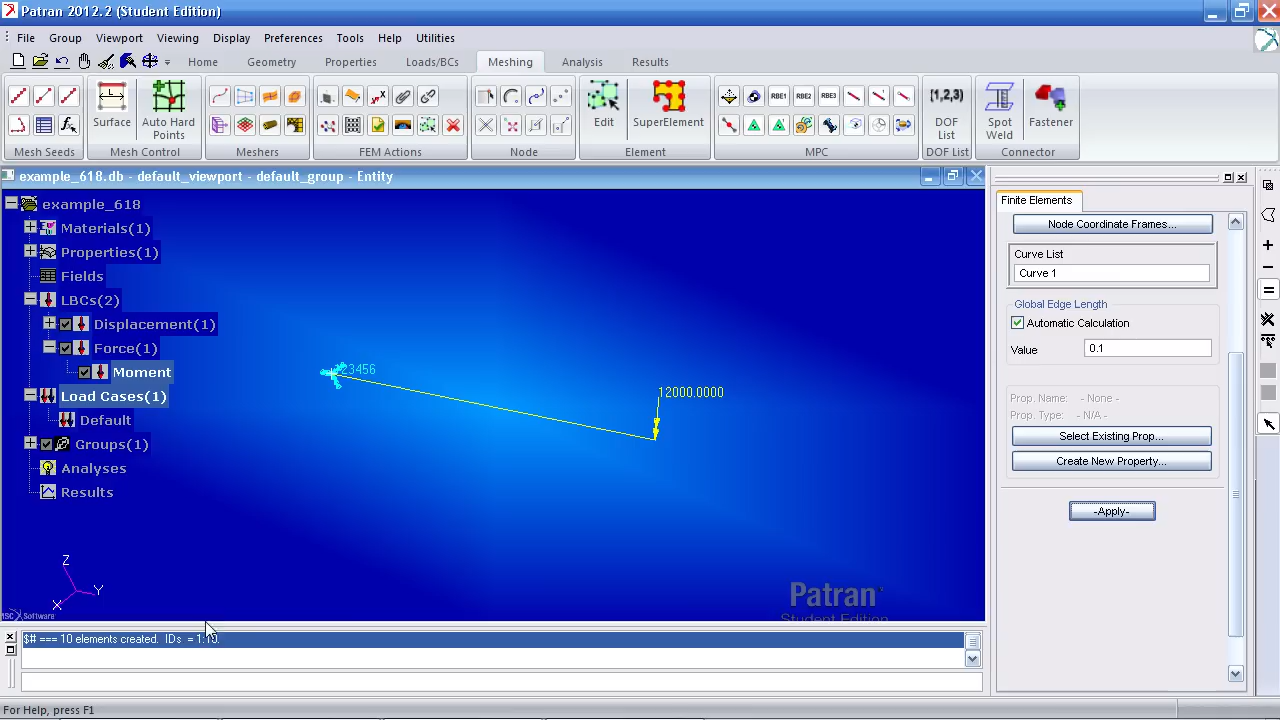 Patran 2012.2 (Student Edition)
File Group Viewport Viewing Display Preferences Tools Help Utilities
Home Geometry Properties Loads/BCs Meshing Analysis Results
RBE1 RBE2 RBE3 [1,2,3]
Surface Auto Hard Points Edit SuperElement DOF List Spot Weld Fastener
Mesh Seeds Mesh Control Meshers FEM Actions Node Element MPC DOF List Connector
example_618.db - default_viewport - default_group - Entity
example_618
Materials(1)
Properties(1)
Fields
LBCs(2)
Displacement(1)
Force(1)
Moment
Load Cases(1)
Default
Groups(1)
Analyses
Results
23456
12000.0000
Z
Y
X
MSC Software
Patran
Student Edition
Finite Elements
Node Coordinate Frames...
Curve List
Curve 1
Global Edge Length
Automatic Calculation
Value 0.1
Prop. Name: - None -
Prop. Type: - N/A -
Select Existing Prop...
Create New Property...
-Apply-
$# === 10 elements created. IDs = 1:10.
For Help, press F1